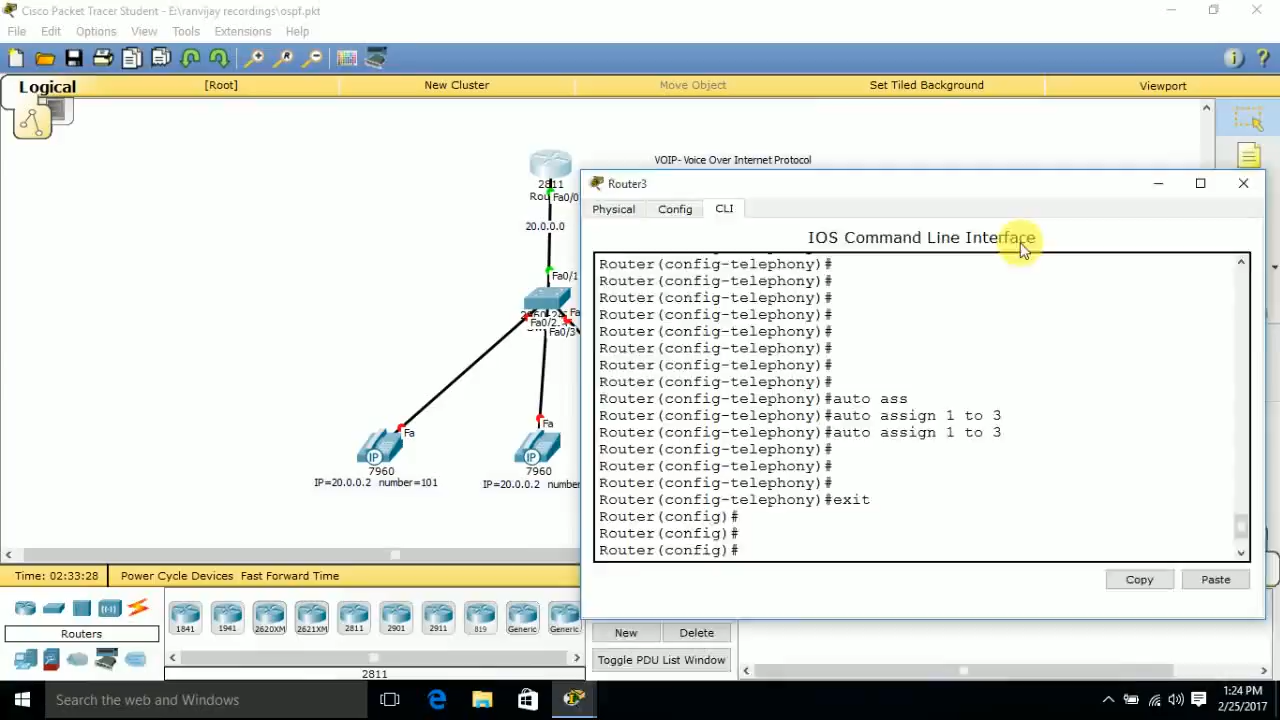 Cisco Packet Tracer Student - E:\ranvijay recordings\ospf.pkt
File Edit Options View Tools Extensions Help
Logical [Root] New Cluster Move Object Set Tiled Background Viewport
VOIP- Voice Over Internet Protocol
2811
Fa0/0
20.0.0.0
Fa0/1
Fa
Fa0/2
Fa0/3
Fa
Fa
7960
7960
IP=20.0.0.2 number=101
IP=20.0.0.2
Router3
Physical Config CLI
IOS Command Line Interface
Router(config-telephony)#
Router(config-telephony)#
Router(config-telephony)#
Router(config-telephony)#
Router(config-telephony)#
Router(config-telephony)#
Router(config-telephony)#
Router(config-telephony)#
Router(config-telephony)#auto ass
Router(config-telephony)#auto assign 1 to 3
Router(config-telephony)#auto assign 1 to 3
Router(config-telephony)#
Router(config-telephony)#
Router(config-telephony)#
Router(config-telephony)#exit
Router(config)#
Router(config)#
Router(config)#
Copy Paste
Time: 02:33:28 Power Cycle Devices Fast Forward Time
1841 1941 2620XM 2621XM 2811 2901 2911 819 Generic Generic
Routers
2811
New Delete
Toggle PDU List Window
Search the web and Windows
1:24 PM
2/25/2017